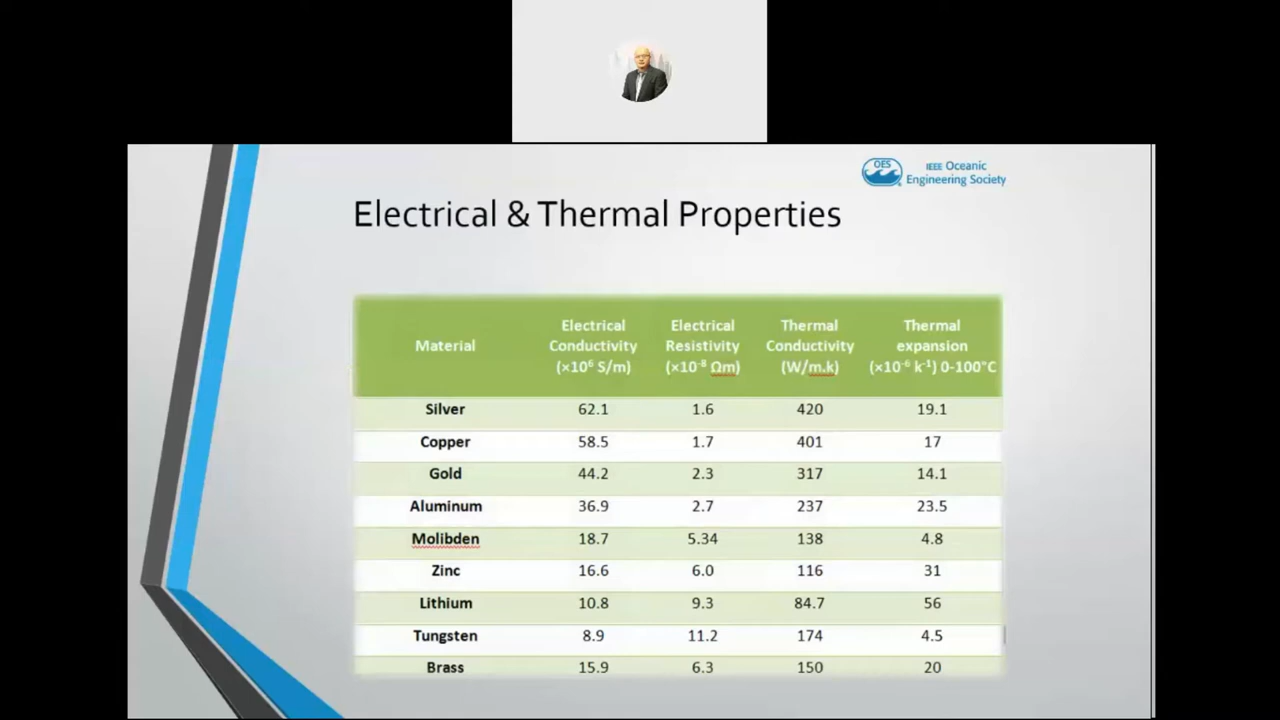 OES
IEEE Oceanic
Engineering Society
Electrical & Thermal Properties
Material Electrical Conductivity (×10⁶ S/m) Electrical Resistivity (×10⁻⁸ Ωm) Thermal Conductivity (W/m.k) Thermal expansion (×10⁻⁶ k⁻¹) 0-100°C
Silver 62.1 1.6 420 19.1
Copper 58.5 1.7 401 17
Gold 44.2 2.3 317 14.1
Aluminum 36.9 2.7 237 23.5
Molibden 18.7 5.34 138 4.8
Zinc 16.6 6.0 116 31
Lithium 10.8 9.3 84.7 56
Tungsten 8.9 11.2 174 4.5
Brass 15.9 6.3 150 20